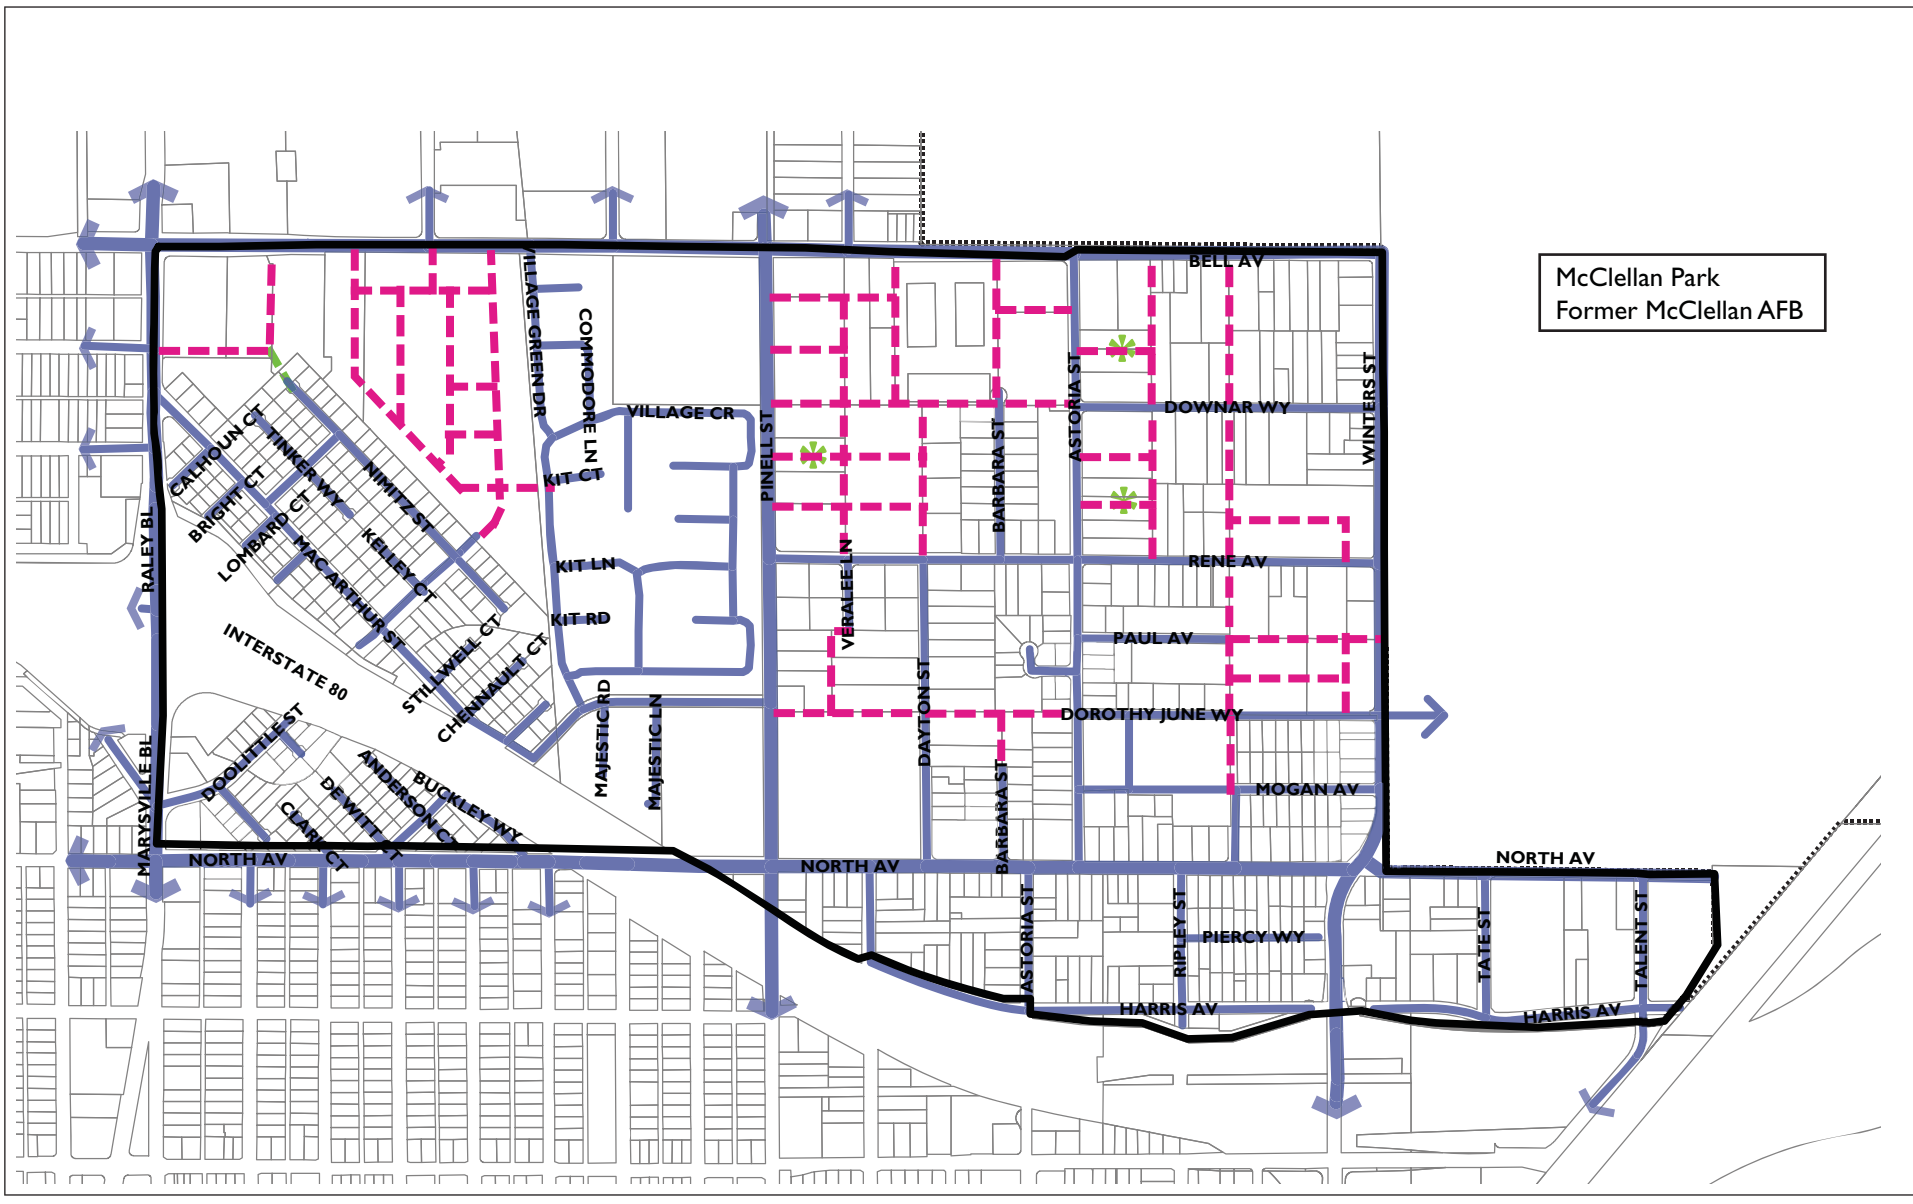 BELL AV
McClellan Park
Former McClellan AFB
VILLAGE GREEN DR
COMMODORE LN
VILLAGE CR
PINELL ST
BARBARA ST
ASTORIA ST
DOWNAR WY
WINTERS ST
CALHOUN CT
TINKER WY
NIMITZ ST
BRIGHT CT
LOMBARD CT
KIT CT
RALEY BL
MAC ARTHUR ST
KELLEY CT
KIT LN
VERALEE LN
RENE AV
KIT RD
PAUL AV
INTERSTATE 80
STILLWELL CT
CHENNAULT CT
MAJESTIC RD
MAJESTIC LN
DAYTON ST
DOROTHY JUNE WY
DOOLITTLE ST
MARYSVILLE BL
ANDERSON CT
BUCKLEY WY
DE WITT CT
CLARK CT
BARBARA ST
MOGAN AV
NORTH AV
NORTH AV
NORTH AV
ASTORIA ST
RIPLEY ST
PIERCY WY
TATE ST
TALENT ST
HARRIS AV
HARRIS AV